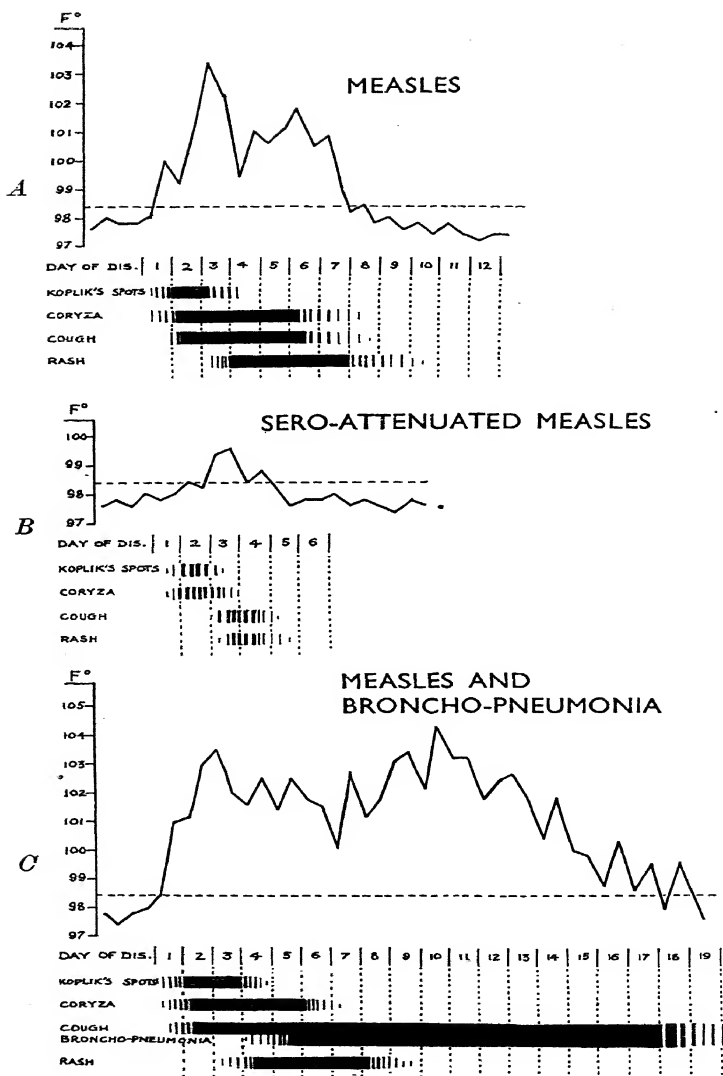 F°
104
103
102
101
100
99
98
97
A
MEASLES
DAY OF DIS. 1 2 3 4 5 6 7 8 9 10 11 12
KOPLIK'S SPOTS
CORYZA
COUGH
RASH
F°
100
99
98
97
B
SERO-ATTENUATED MEASLES
DAY OF DIS. 1 2 3 4 5 6
KOPLIK'S SPOTS
CORYZA
COUGH
RASH
F°
105
104
103
102
101
100
99
98
97
C
MEASLES AND
BRONCHO-PNEUMONIA
DAY OF DIS. 1 2 3 4 5 6 7 8 9 10 11 12 13 14 15 16 17 18 19
KOPLIK'S SPOTS
CORYZA
COUGH
BRONCHO-PNEUMONIA
RASH